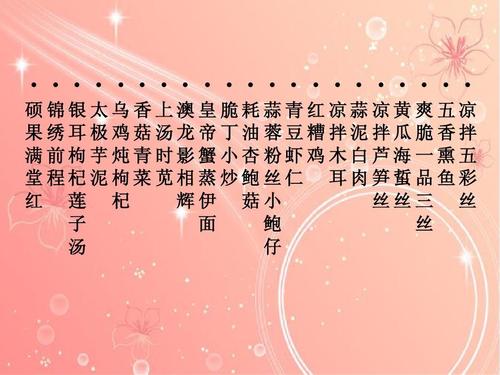 凉拌五彩丝
五香熏鱼
爽脆一品三丝
黄瓜海蜇丝
凉拌芦笋丝
蒜泥白肉
凉拌木耳
红糟鸡
青豆虾仁
蒜蓉粉丝小鲍仔
耗油杏鲍菇
脆丁小炒
皇帝蟹蒸伊面
澳龙影相辉
上汤时苋
香菇青菜
乌鸡炖枸杞
太极芋泥
银耳枸杞莲子汤
锦绣前程
硕果满堂红